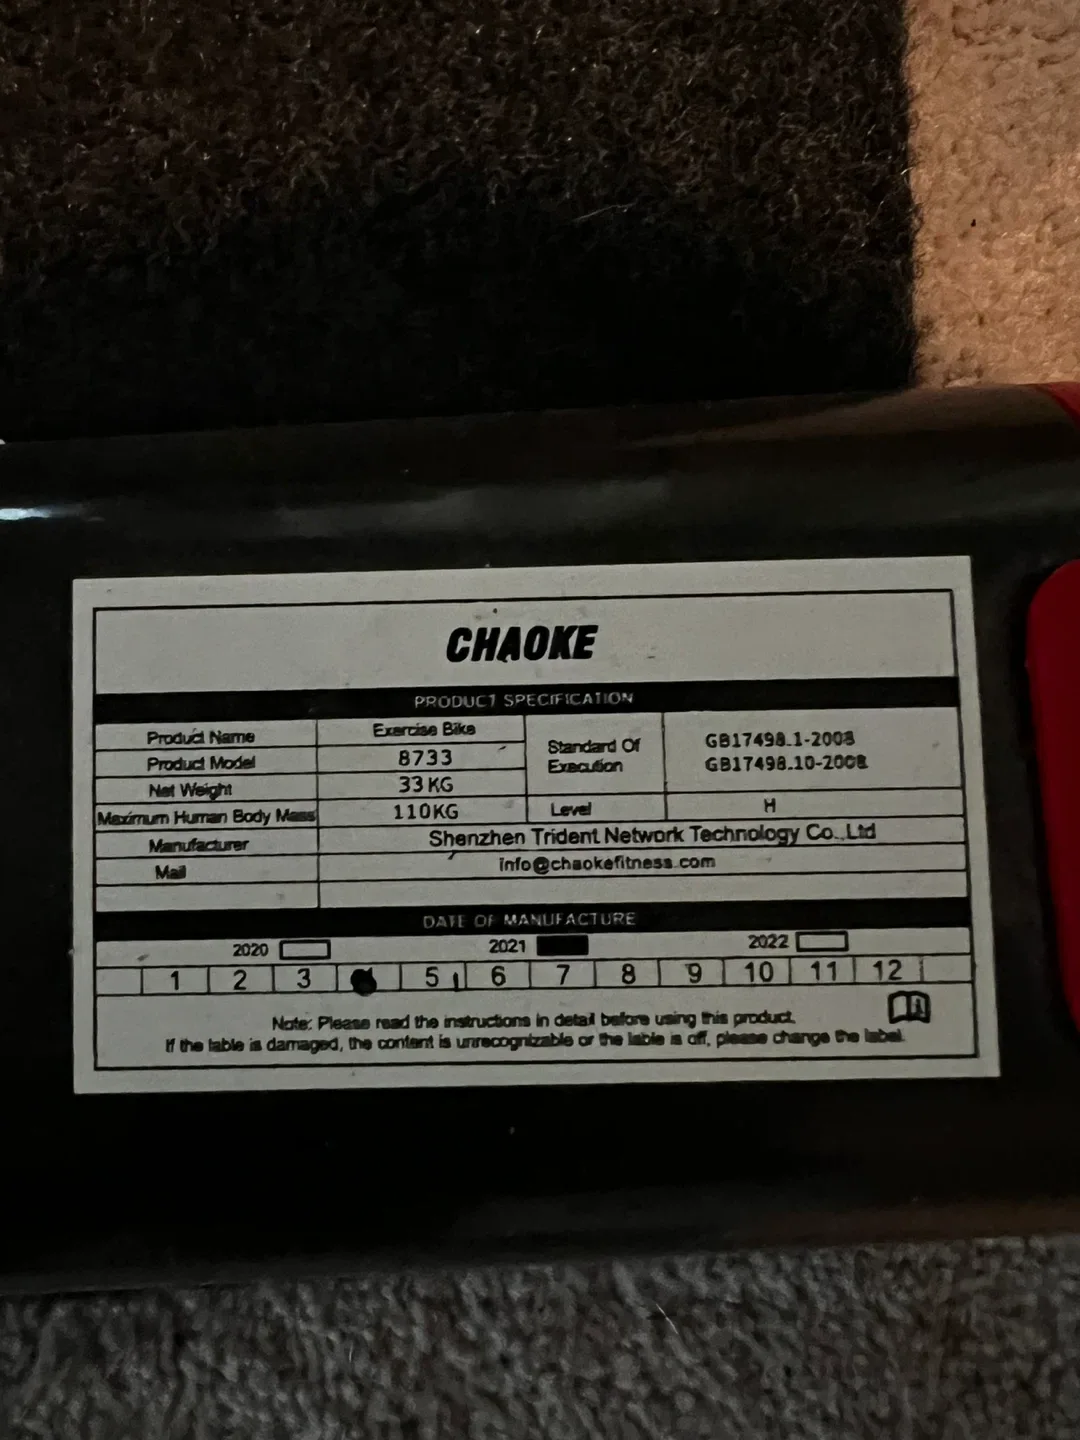 CHAOKE
PRODUCT SPECIFICATION
Product Name Exercise Bike
Product Model 8733
Net Weight 33 KG
Standard Of Execution GB17498.1-2008 GB17498.10-2008
Maximum Human Body Mass 110KG Level H
Manufacturer Shenzhen Trident Network Technology Co.,Ltd
Mail info@chaokefitness.com
DATE OF MANUFACTURE
2020 2021 2022
1 2 3 5 6 7 8 9 10 11 12
Note: Please read the instructions in detail before using this product.
If the lable is damaged, the content is unrecognizable or the lable is off, please change the label.